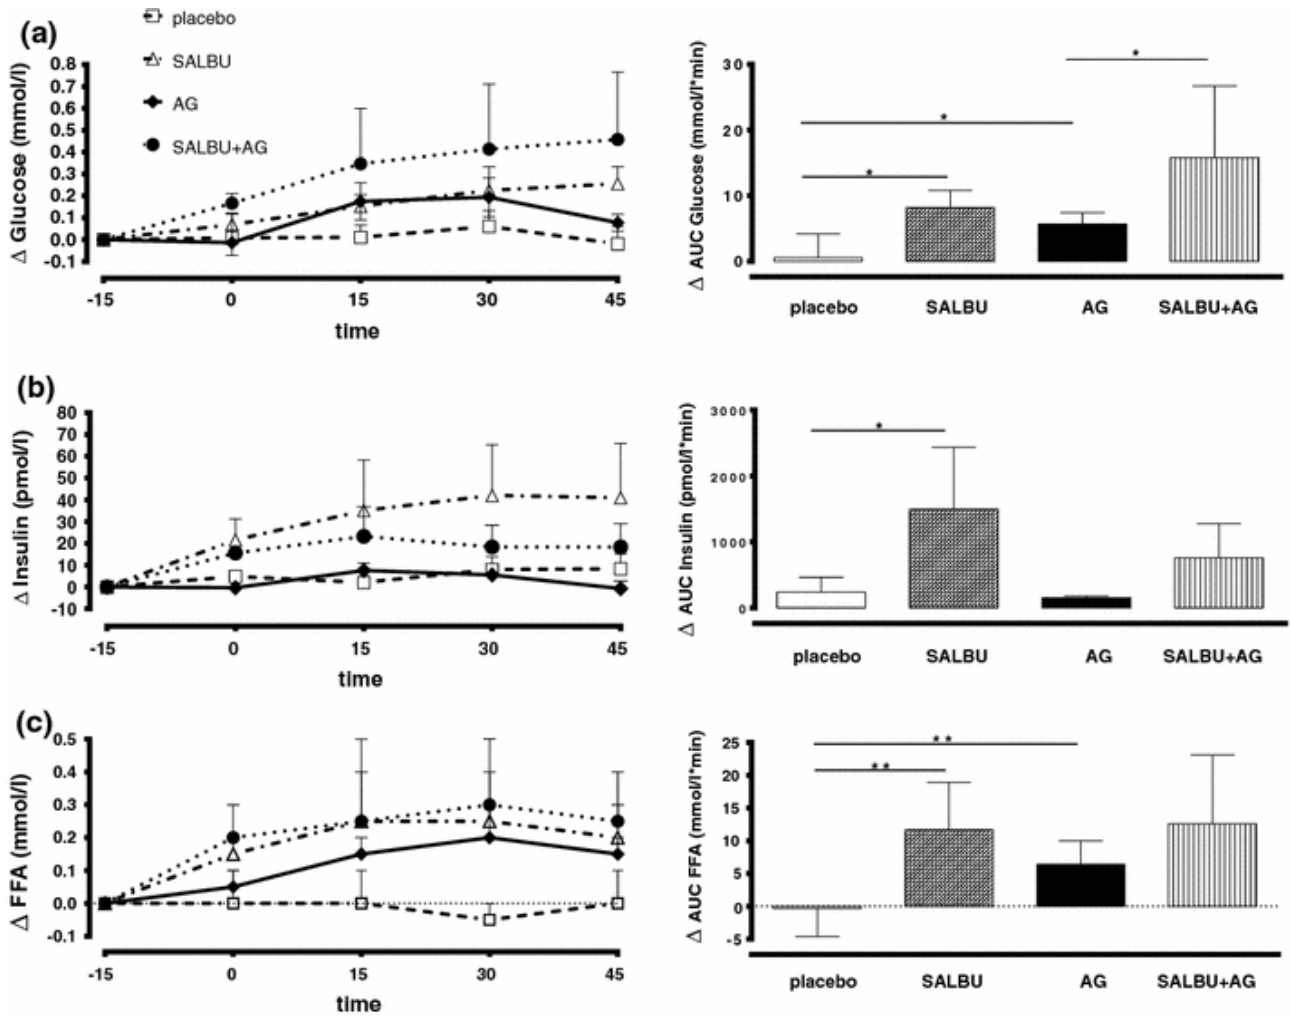 (a)
placebo
SALBU
AG
SALBU+AG
Δ Glucose (mmol/l)
0.8
0.7
0.6
0.5
0.4
0.3
0.2
0.1
0.0
-0.1
-15 0 15 30 45
time
Δ AUC Glucose (mmol/l*min)
30
20
10
0
*
*
*
placebo SALBU AG SALBU+AG
(b)
Δ Insulin (pmol/l)
80
70
60
50
40
30
20
10
0
-10
-15 0 15 30 45
time
Δ AUC Insulin (pmol/l*min)
3000
2000
1000
0
*
placebo SALBU AG SALBU+AG
(c)
Δ FFA (mmol/l)
0.5
0.4
0.3
0.2
0.1
0.0
-0.1
-15 0 15 30 45
time
Δ AUC FFA (mmol/l*min)
25
20
15
10
5
0
-5
**
**
placebo SALBU AG SALBU+AG